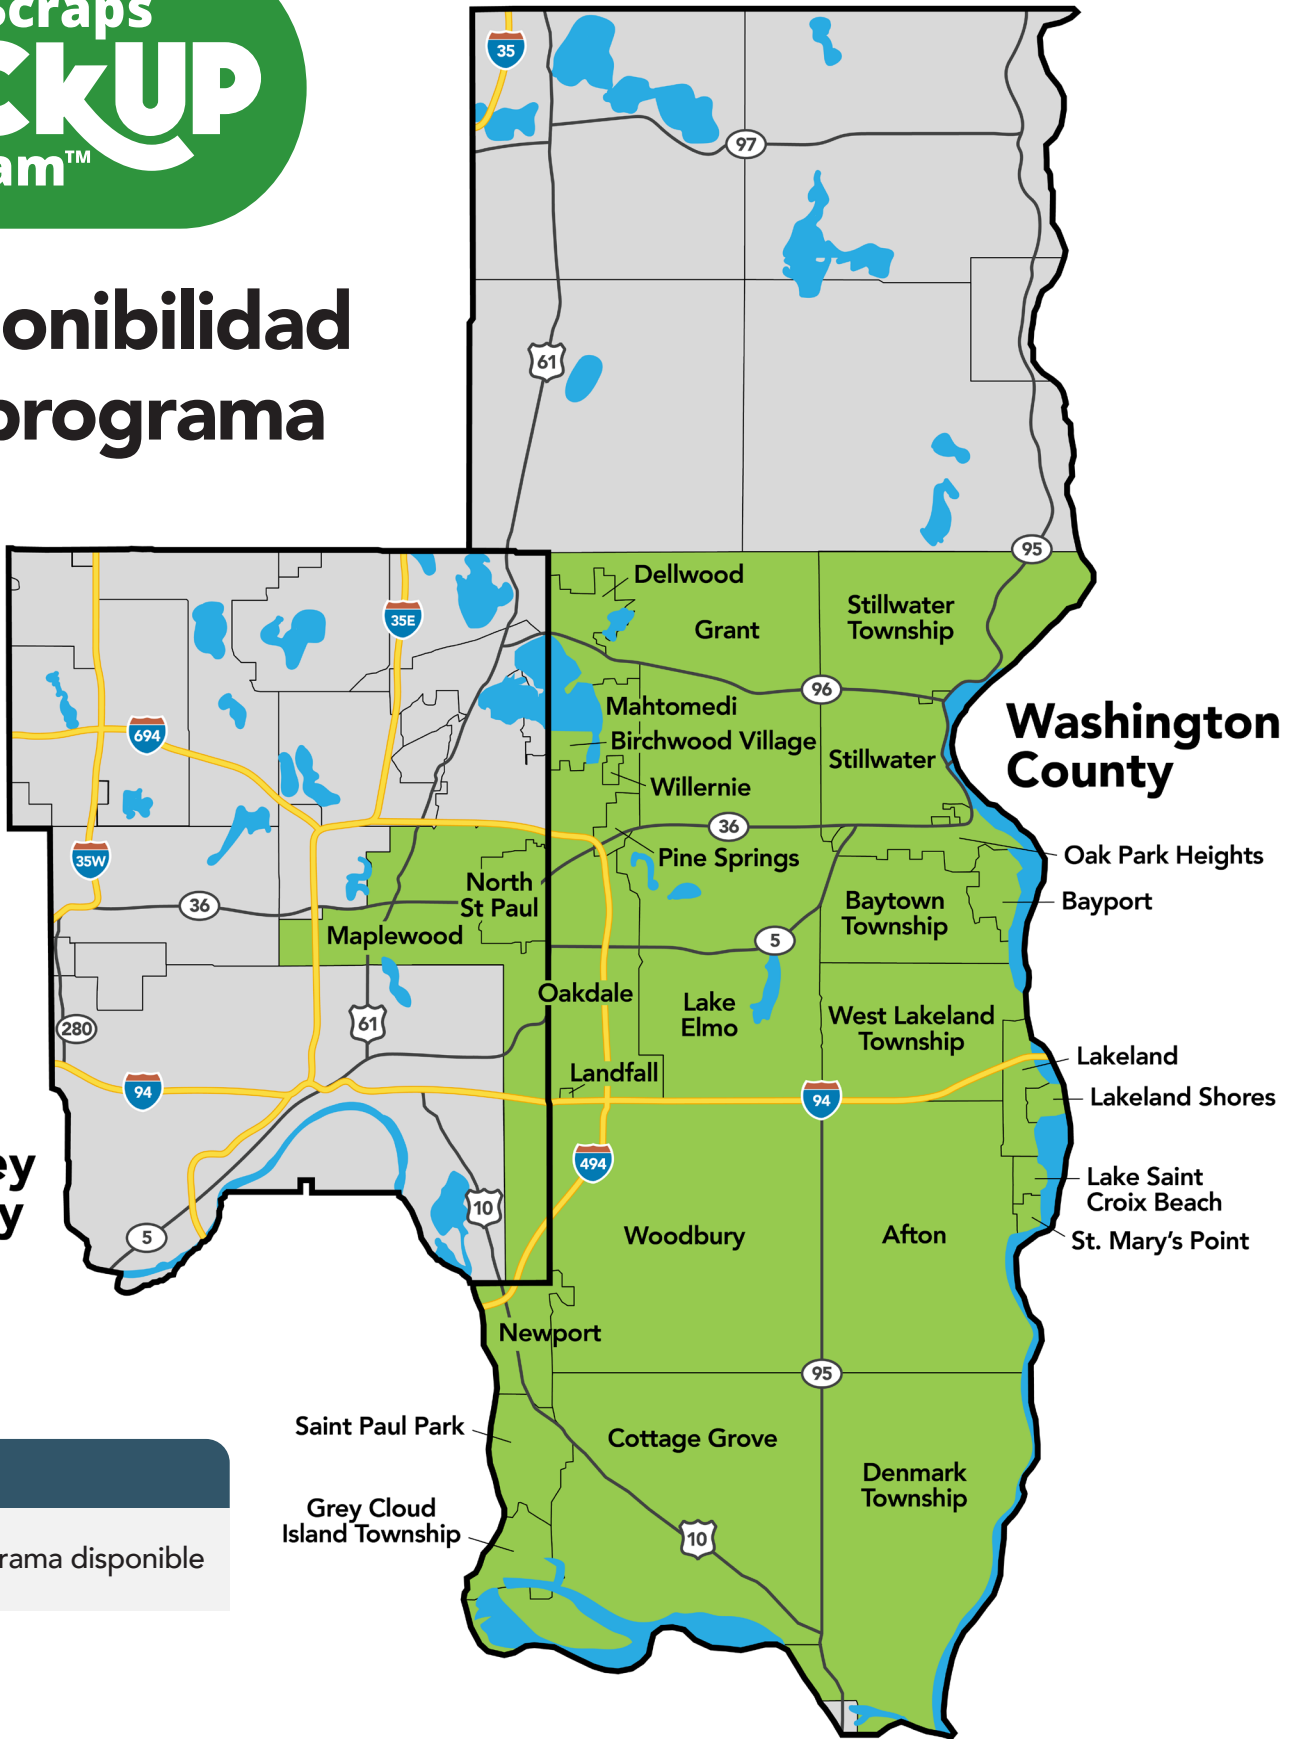 Scraps
CKUP
am™
onibilidad
programa
35
97
61
95
Dellwood
Stillwater
Township
Grant
35E
96
Mahtomedi
Washington
County
694
Birchwood Village
Stillwater
Willernie
36
35W
Pine Springs
Oak Park Heights
North
St Paul
Baytown
Township
Bayport
36
Maplewood
5
Oakdale
Lake
Elmo
West Lakeland
Township
280
61
Lakeland
Landfall
94
94
Lakeland Shores
ey
y
494
Lake Saint
Croix Beach
10
5
Woodbury
Afton
St. Mary's Point
Newport
95
Saint Paul Park
Cottage Grove
Denmark
Township
Grey Cloud
Island Township
10
rama disponible